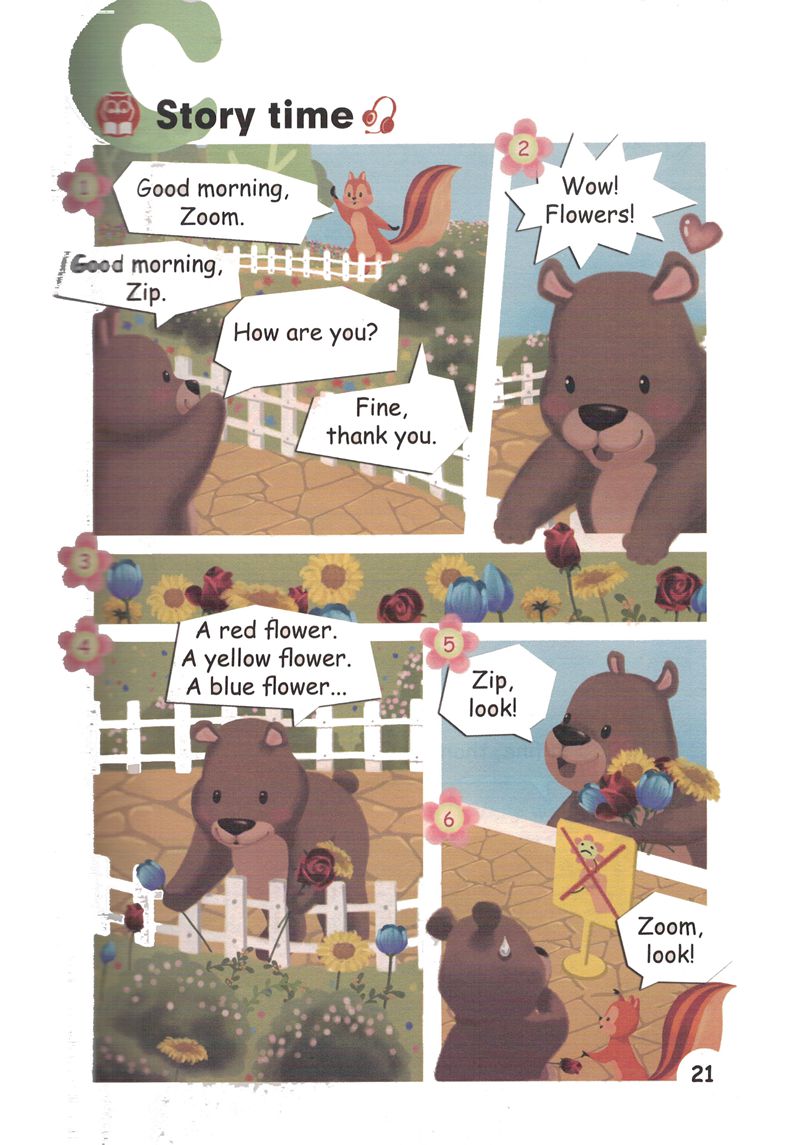 C
Story time
1
Good morning,
Zoom.
Good morning,
Zip.
How are you?
Fine,
thank you.
2
Wow!
Flowers!
3
4
A red flower.
A yellow flower.
A blue flower...
5
Zip,
look!
6
Zoom,
look!
21